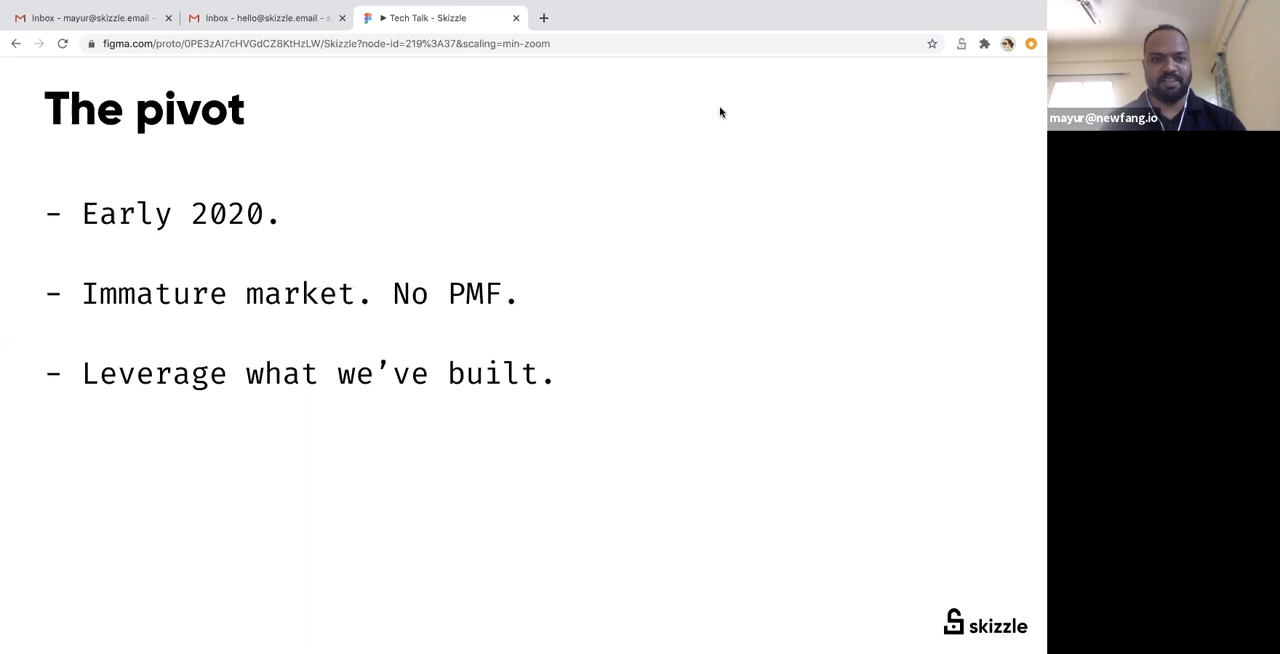 Inbox - mayur@skizzle.email -
Inbox - hello@skizzle.email - s
▶ Tech Talk - Skizzle
figma.com/proto/0PE3zAI7cHVGdCZ8KtHzLW/Skizzle?node-id=219%3A37&scaling=min-zoom
mayur@newfang.io
The pivot
- Early 2020.
- Immature market. No PMF.
- Leverage what we’ve built.
skizzle